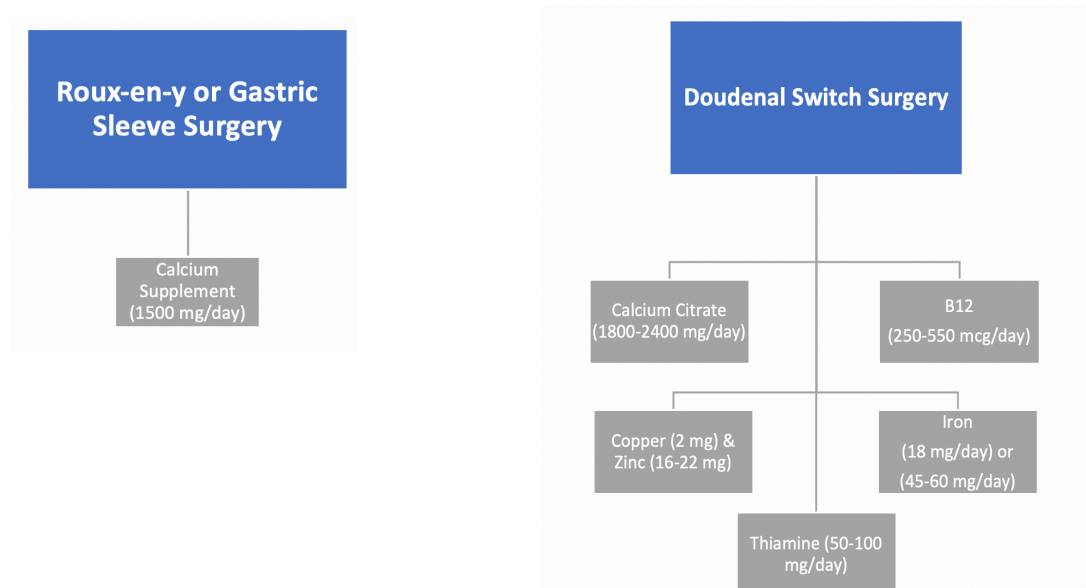 Roux-en-y or Gastric
Sleeve Surgery
Calcium
Supplement
(1500 mg/day)
Doudenal Switch Surgery
Calcium Citrate
(1800-2400 mg/day)
B12
(250-550 mcg/day)
Copper (2 mg) &
Zinc (16-22 mg)
Iron
(18 mg/day) or
(45-60 mg/day)
Thiamine (50-100
mg/day)